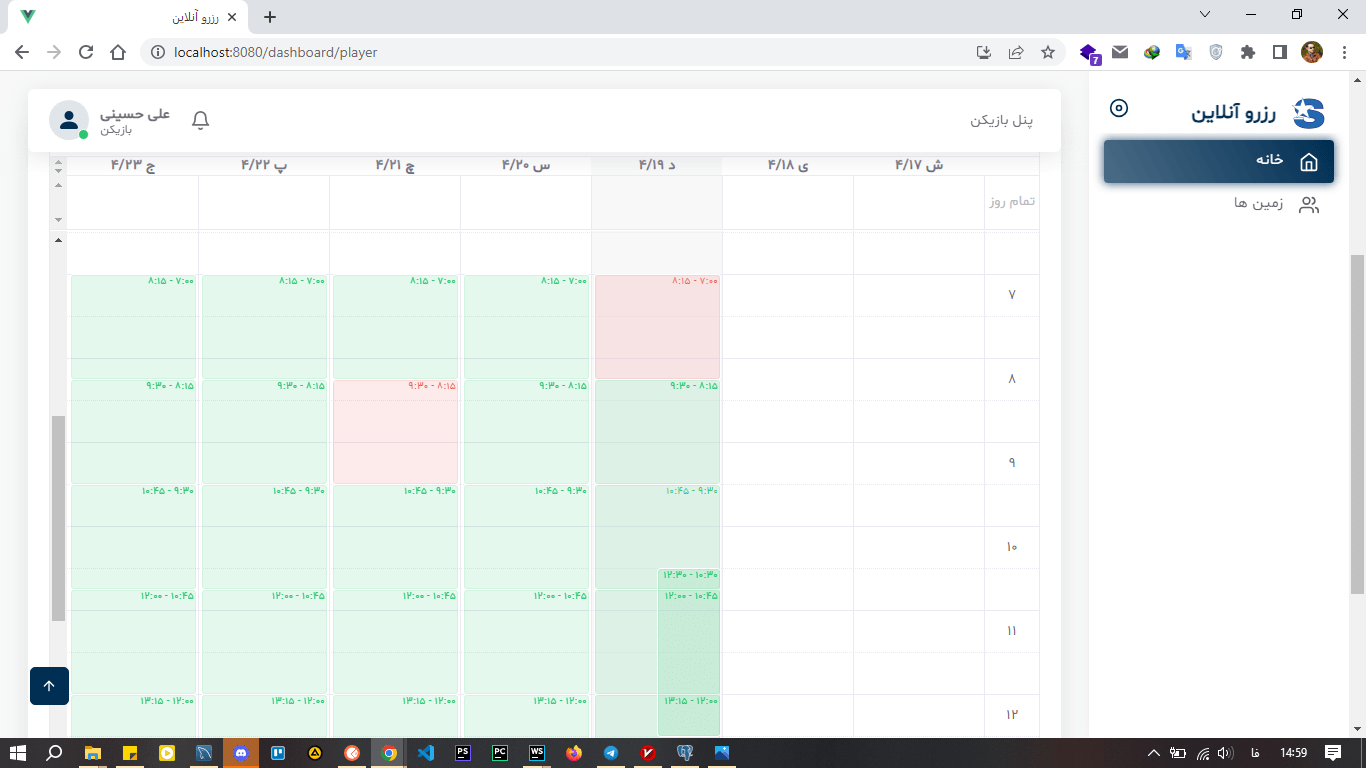 رزرو آنلاین
localhost:8080/dashboard/player
7
رزرو آنلاین
خانه
زمین ها
پنل بازیکن
علی حسینی
بازیکن
ش ۴/۱۷ ی ۴/۱۸ د ۴/۱۹ س ۴/۲۰ چ ۴/۲۱ پ ۴/۲۲ ج ۴/۲۳
تمام روز
۷
۷:۰۰ - ۸:۱۵ ۷:۰۰ - ۸:۱۵ ۷:۰۰ - ۸:۱۵ ۷:۰۰ - ۸:۱۵ ۷:۰۰ - ۸:۱۵
۸
۸:۱۵ - ۹:۳۰ ۸:۱۵ - ۹:۳۰ ۸:۱۵ - ۹:۳۰ ۸:۱۵ - ۹:۳۰ ۸:۱۵ - ۹:۳۰
۹
۹:۳۰ - ۱۰:۴۵ ۹:۳۰ - ۱۰:۴۵ ۹:۳۰ - ۱۰:۴۵ ۹:۳۰ - ۱۰:۴۵ ۹:۳۰ - ۱۰:۴۵
۱۰
۱۰:۳۰ - ۱۲:۳۰
۱۰:۴۵ - ۱۲:۰۰ ۱۰:۴۵ - ۱۲:۰۰ ۱۰:۴۵ - ۱۲:۰۰ ۱۰:۴۵ - ۱۲:۰۰ ۱۰:۴۵ - ۱۲:۰۰
۱۱
۱۲:۰۰ - ۱۳:۱۵ ۱۲:۰۰ - ۱۳:۱۵ ۱۲:۰۰ - ۱۳:۱۵ ۱۲:۰۰ - ۱۳:۱۵ ۱۲:۰۰ - ۱۳:۱۵
۱۲
PS PC WS
فا 14:59